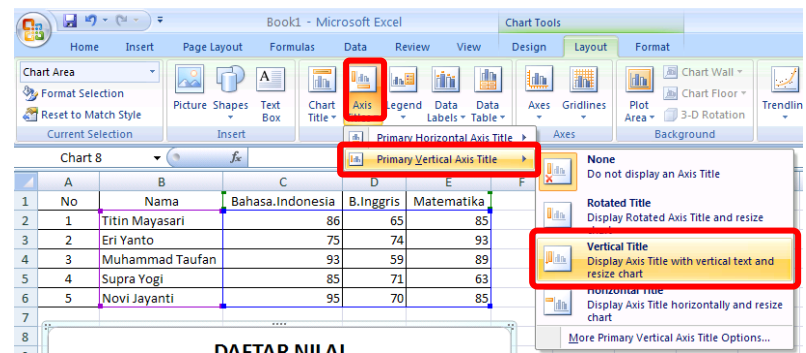 Book1 - Microsoft Excel
Chart Tools
Home Insert Page Layout Formulas Data Review View Design Layout Format
Chart Area
Format Selection
Reset to Match Style
Current Selection
Picture Shapes Text Box
Insert
Chart Title
Axis
Legend
Data Labels
Data Table
Axes Gridlines
Axes
Plot Area
Chart Wall
Chart Floor
3-D Rotation
Background
Primary Horizontal Axis Title
Primary Vertical Axis Title
Chart 8
fx
None
Do not display an Axis Title
Rotated Title
Display Rotated Axis Title and resize
Vertical Title
Display Axis Title with vertical text and
resize chart
Horizontal Title
Display Axis Title horizontally and resize
chart
More Primary Vertical Axis Title Options...
A B C D E F
1 No Nama Bahasa.Indonesia B.Inggris Matematika
2 1 Titin Mayasari 86 65 85
3 2 Eri Yanto 75 74 93
4 3 Muhammad Taufan 93 59 89
5 4 Supra Yogi 85 71 63
6 5 Novi Jayanti 95 70 85
7
8
DAFTAR NILAI